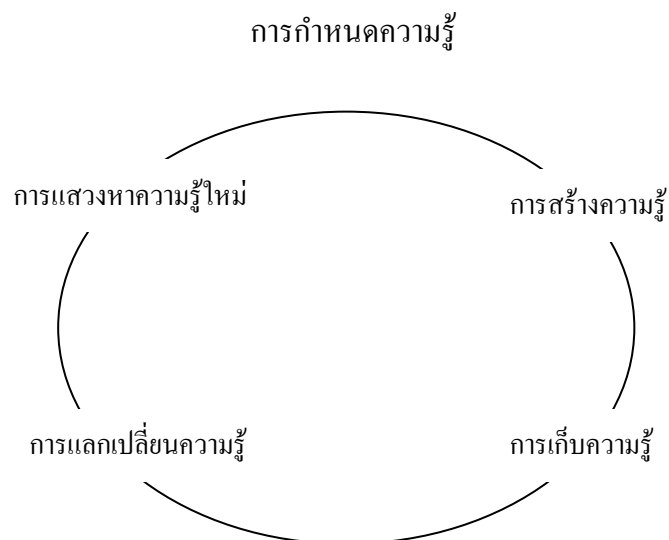 การกำหนดความรู้
การแสวงหาความรู้ใหม่
การสร้างความรู้
การแลกเปลี่ยนความรู้
การเก็บความรู้